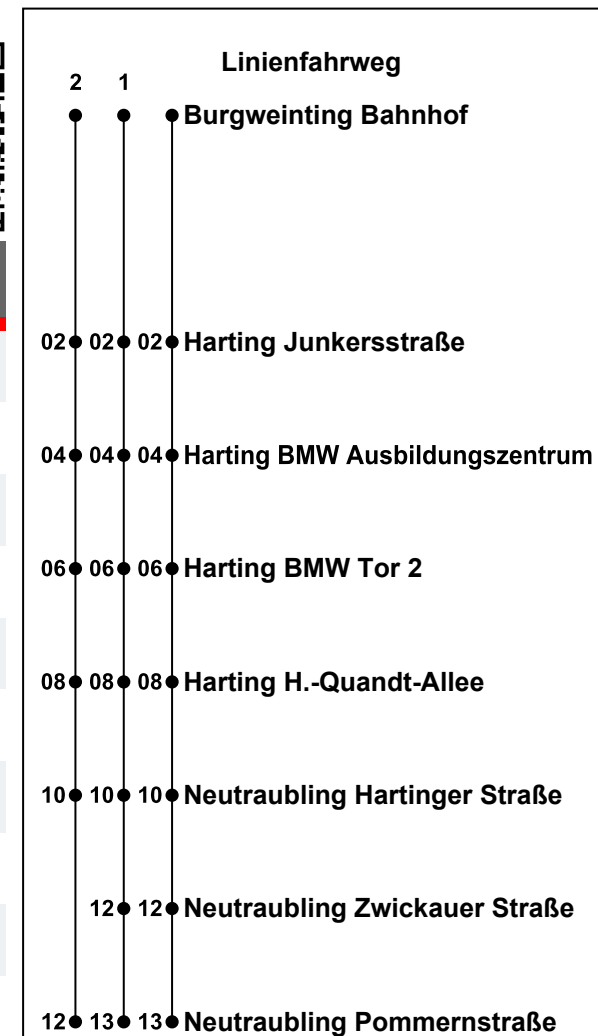 Linienfahrweg
2 1
Burgweinting Bahnhof
02 02 02 Harting Junkersstraße
04 04 04 Harting BMW Ausbildungszentrum
06 06 06 Harting BMW Tor 2
08 08 08 Harting H.-Quandt-Allee
10 10 10 Neutraubling Hartinger Straße
12 12 Neutraubling Zwickauer Straße
12 13 13 Neutraubling Pommernstraße